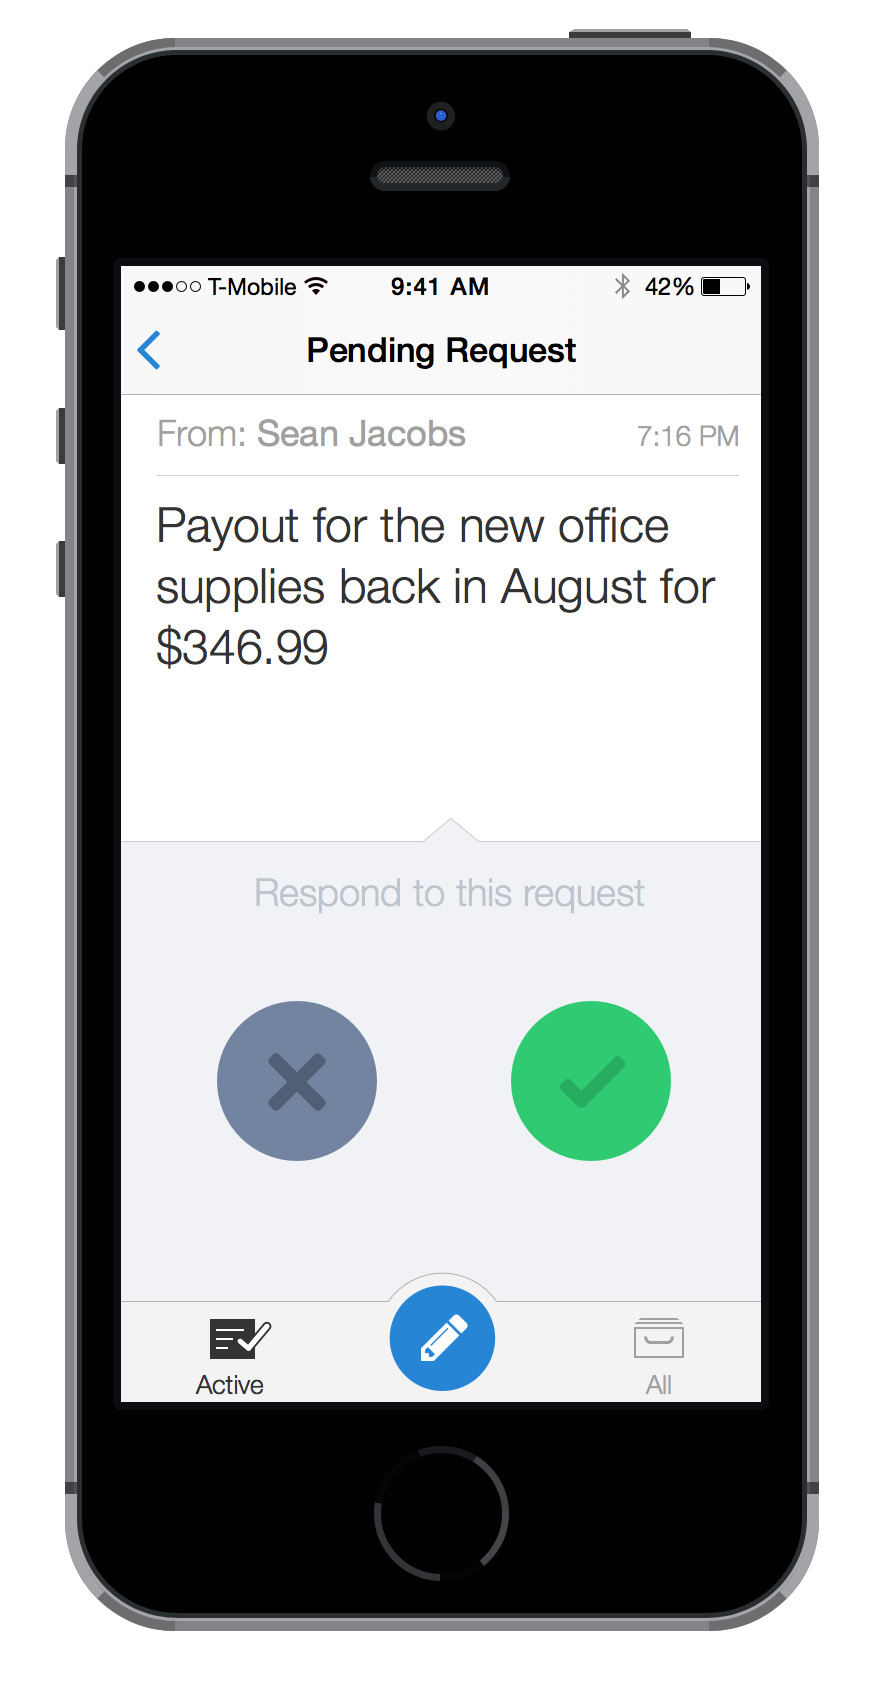 T-Mobile 9:41 AM 42%
Pending Request
From: Sean Jacobs 7:16 PM
Payout for the new office
supplies back in August for
$346.99
Respond to this request
Active All